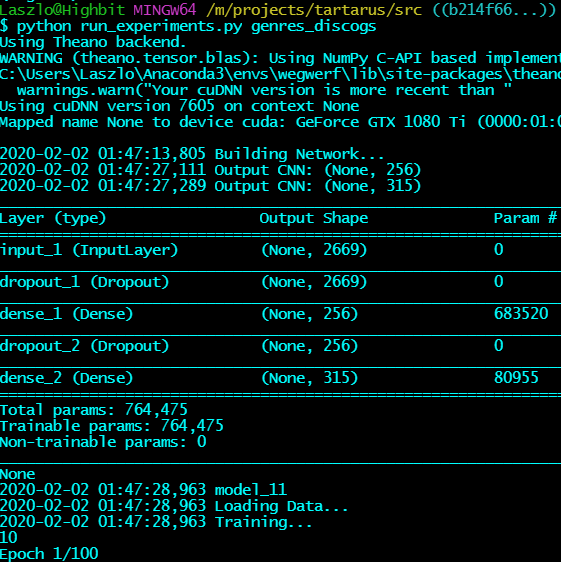 Laszlo@Highbit MINGW64 /m/projects/tartarus/src ((b214f66...))
$ python run_experiments.py genres_discogs
Using Theano backend.
WARNING (theano.tensor.blas): Using NumPy C-API based implement
C:\Users\Laszlo\Anaconda3\envs\wegwerf\lib\site-packages\theano
  warnings.warn("Your cuDNN version is more recent than "
Using cuDNN version 7605 on context None
Mapped name None to device cuda: GeForce GTX 1080 Ti (0000:01:0
2020-02-02 01:47:13,805 Building Network...
2020-02-02 01:47:27,111 Output CNN: (None, 256)
2020-02-02 01:47:27,289 Output CNN: (None, 315)
Layer (type) Output Shape Param #
input_1 (InputLayer) (None, 2669) 0
dropout_1 (Dropout) (None, 2669) 0
dense_1 (Dense) (None, 256) 683520
dropout_2 (Dropout) (None, 256) 0
dense_2 (Dense) (None, 315) 80955
Total params: 764,475
Trainable params: 764,475
Non-trainable params: 0
None
2020-02-02 01:47:28,963 model_11
2020-02-02 01:47:28,963 Loading Data...
2020-02-02 01:47:28,963 Training...
10
Epoch 1/100